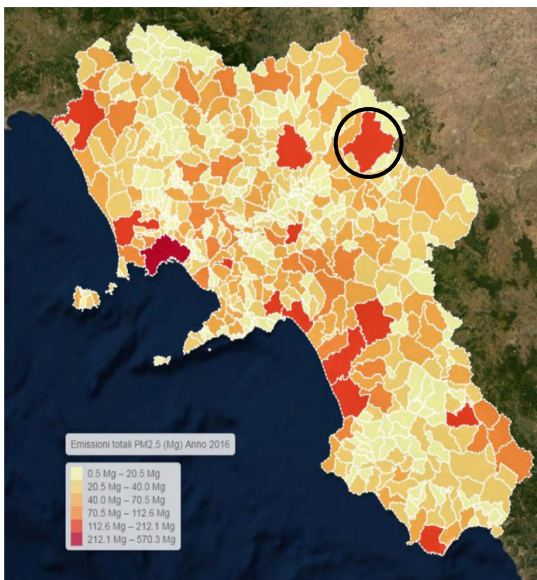 Emissioni totali PM2,5 (Mg) Anno 2016
0.5 Mg – 20.5 Mg
20.5 Mg – 40.0 Mg
40.0 Mg – 70.5 Mg
70.5 Mg – 112.6 Mg
112.6 Mg – 212.1 Mg
212.1 Mg – 570.3 Mg